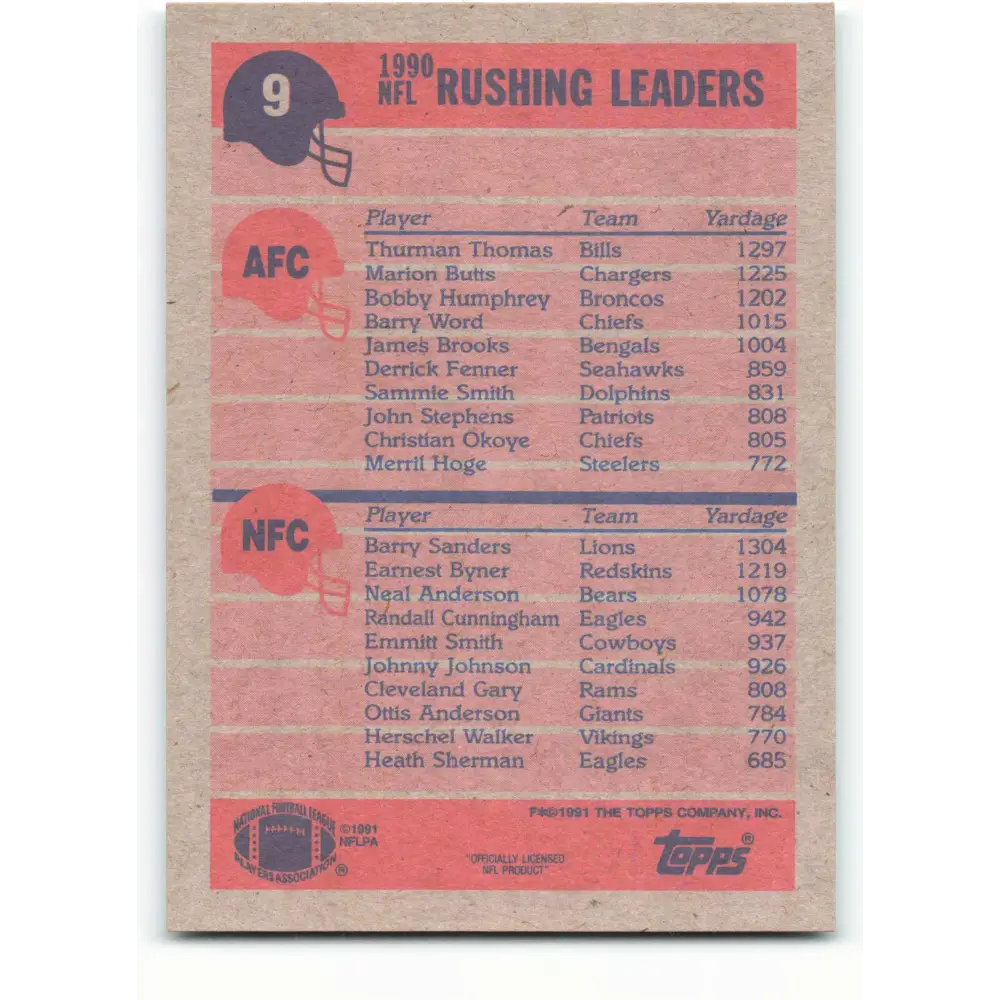 9
1990
NFL RUSHING LEADERS
AFC
Player Team Yardage
Thurman Thomas Bills 1297
Marion Butts Chargers 1225
Bobby Humphrey Broncos 1202
Barry Word Chiefs 1015
James Brooks Bengals 1004
Derrick Fenner Seahawks 859
Sammie Smith Dolphins 831
John Stephens Patriots 808
Christian Okoye Chiefs 805
Merril Hoge Steelers 772
NFC
Player Team Yardage
Barry Sanders Lions 1304
Earnest Byner Redskins 1219
Neal Anderson Bears 1078
Randall Cunningham Eagles 942
Emmitt Smith Cowboys 937
Johnny Johnson Cardinals 926
Cleveland Gary Rams 808
Ottis Anderson Giants 784
Herschel Walker Vikings 770
Heath Sherman Eagles 685
NATIONAL FOOTBALL LEAGUE
PLAYERS ASSOCIATION ®
©1991
NFLPA
"OFFICIALLY LICENSED
NFL PRODUCT"
F*©1991 THE TOPPS COMPANY, INC.
topps®